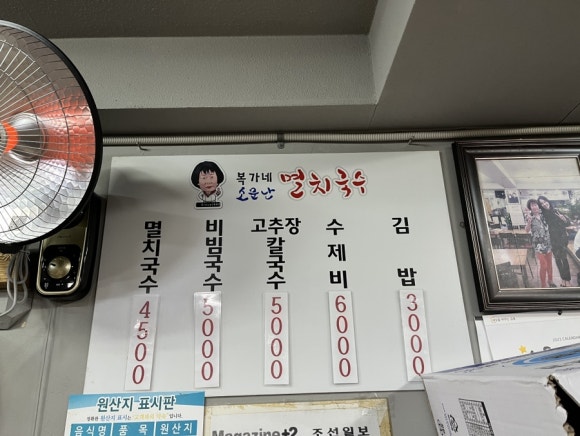 복가네
소문난 멸치국수
멸치국수 4500
비빔국수 5000
고추장칼국수 5000
수제비 6000
김밥 3000
원산지 표시판
음식명 품목 원산지
Magazine+2 조선일보